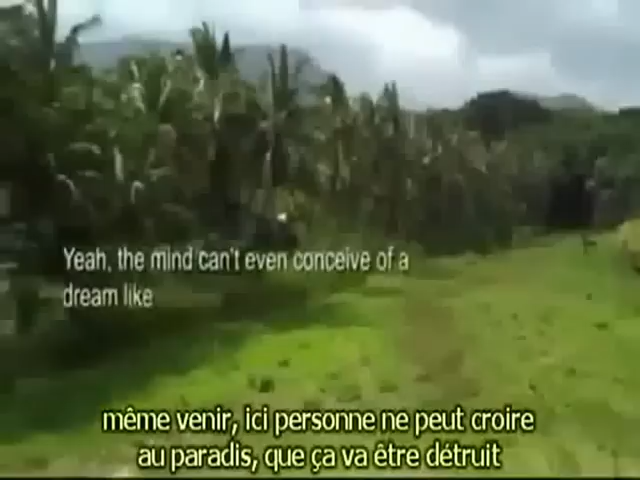 Yeah, the mind can't even conceive of a
dream like
même venir, ici personne ne peut croire
au paradis, que ça va être détruit